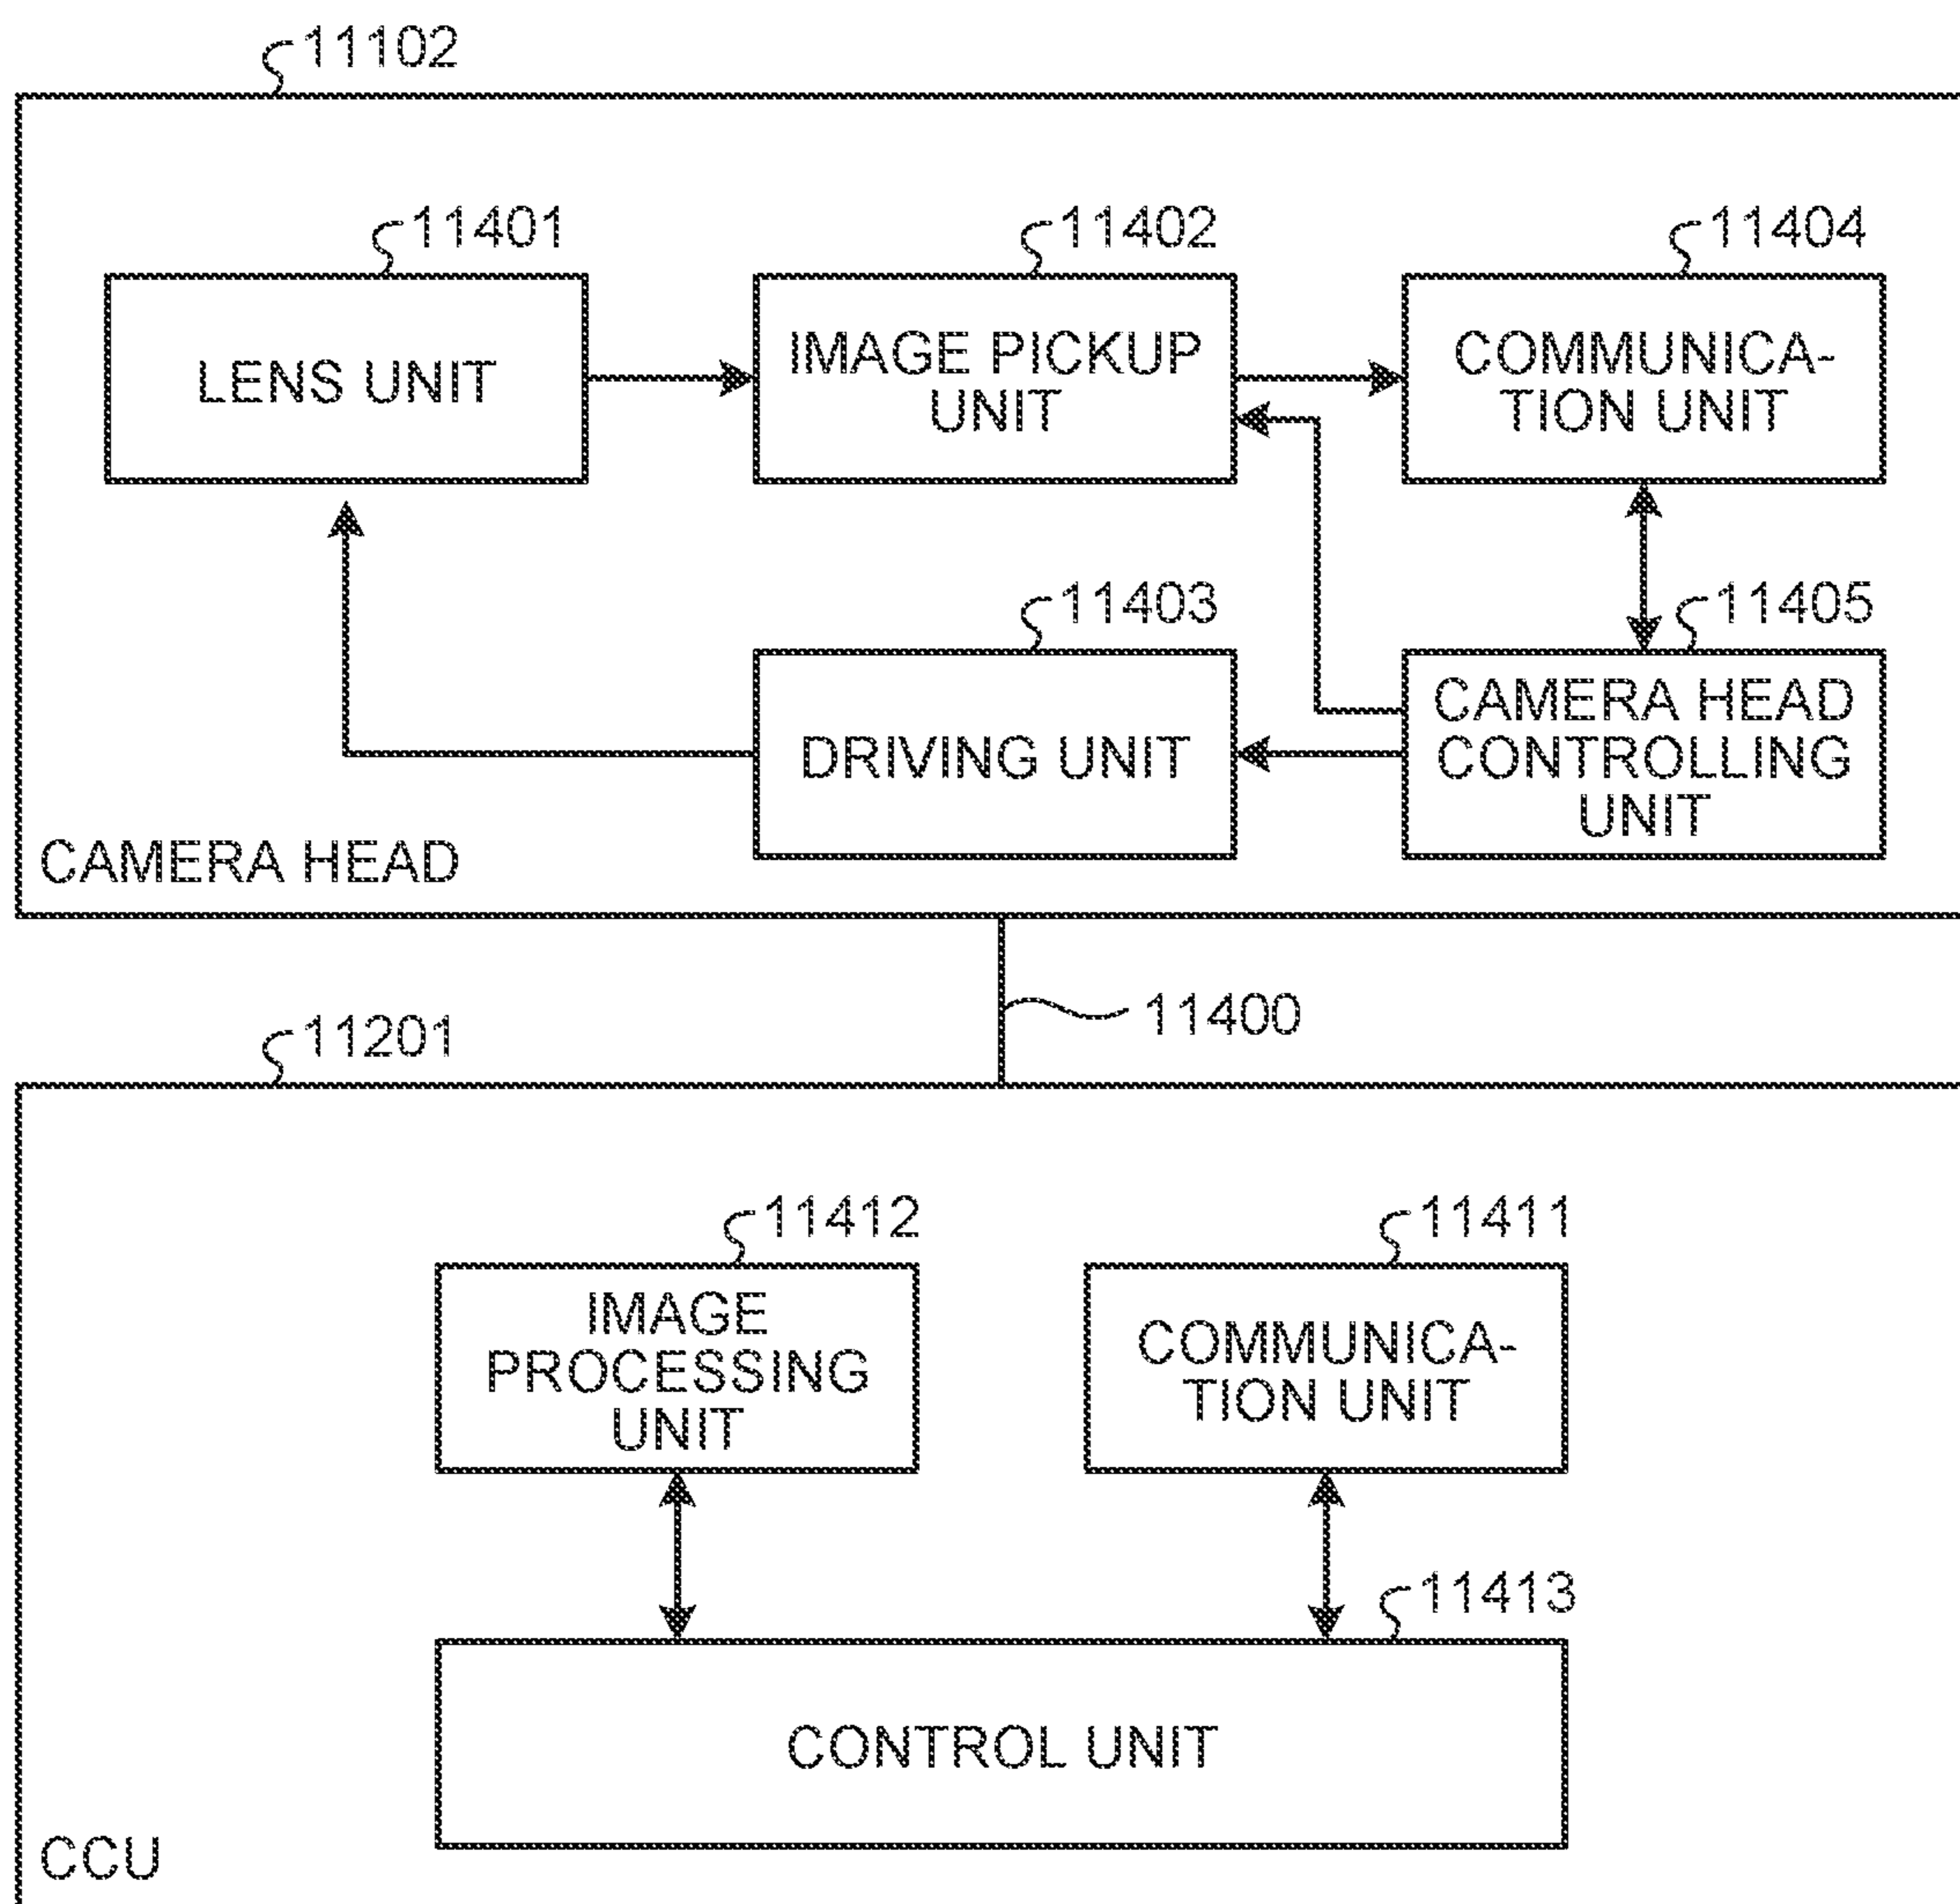 11102
11401
11402
11404
LENS UNIT
IMAGE PICKUP
UNIT
COMMUNICA-
TION UNIT
11403
11405
DRIVING UNIT
CAMERA HEAD
CONTROLLING
UNIT
CAMERA HEAD
11400
11201
11412
11411
IMAGE
PROCESSING
UNIT
COMMUNICA-
TION UNIT
11413
CONTROL UNIT
CCU